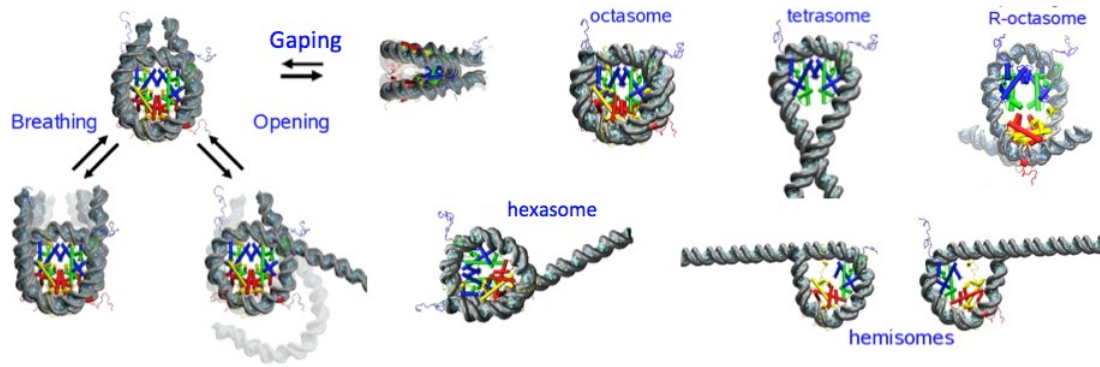 octasome
tetrasome
R-octasome
Gaping
Breathing
Opening
hexasome
hemisomes